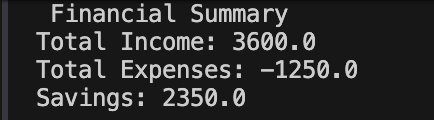 Financial Summary
Total Income: 3600.0
Total Expenses: -1250.0
Savings: 2350.0